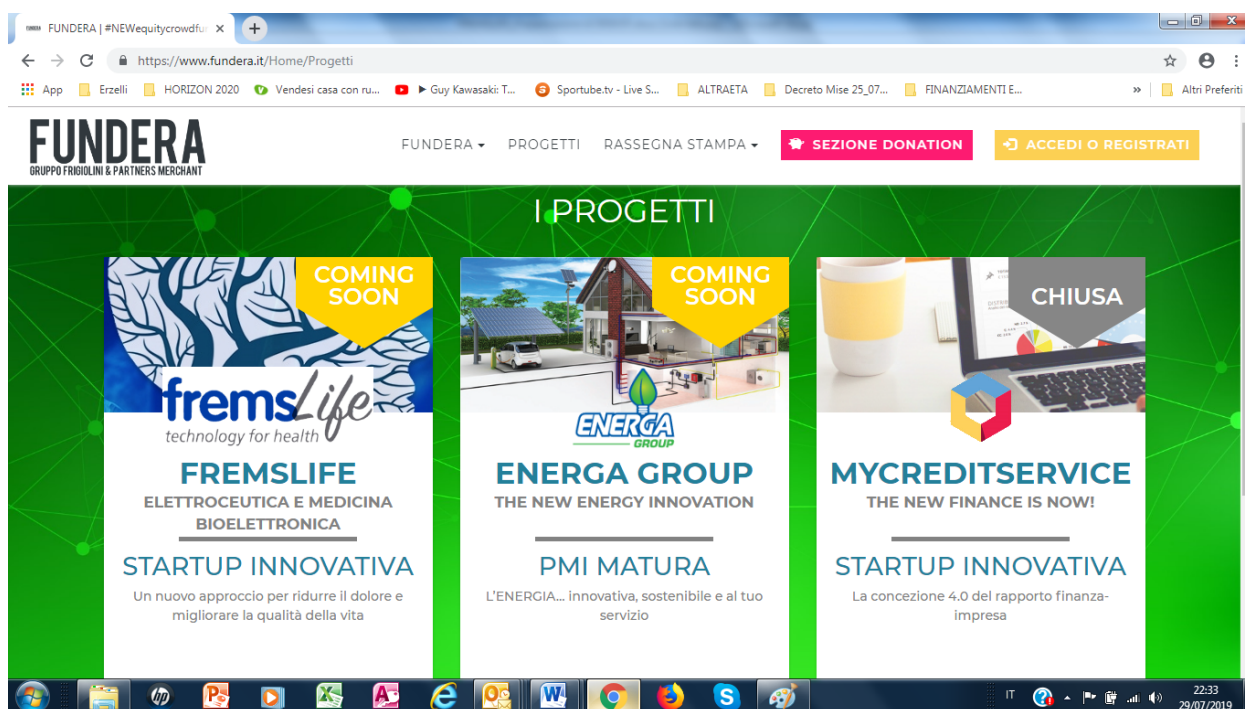 FUNDERA | #NEWequitycrowdfu
https://www.fundera.it/Home/Progetti
App Erzelli HORIZON 2020 Vendesi casa con ru... ► Guy Kawasaki: T... Sportube.tv - Live S... ALTRAETA Decreto Mise 25_07... FINANZIAMENTI E... » Altri Preferiti
FUNDERA
GRUPPO FRIGIOLINI & PARTNERS MERCHANT
FUNDERA PROGETTI RASSEGNA STAMPA SEZIONE DONATION ACCEDI O REGISTRATI
I PROGETTI
COMING
SOON
fremslife
technology for health
FREMSLIFE
ELETTROCEUTICA E MEDICINA
BIOELETTRONICA
STARTUP INNOVATIVA
Un nuovo approccio per ridurre il dolore e
migliorare la qualità della vita
COMING
SOON
ENERGA
GROUP
ENERGA GROUP
THE NEW ENERGY INNOVATION
PMI MATURA
L'ENERGIA... innovativa, sostenibile e al tuo
servizio
CHIUSA
MYCREDITSERVICE
THE NEW FINANCE IS NOW!
STARTUP INNOVATIVA
La concezione 4.0 del rapporto finanza-
impresa
IT
22:33
29/07/2019